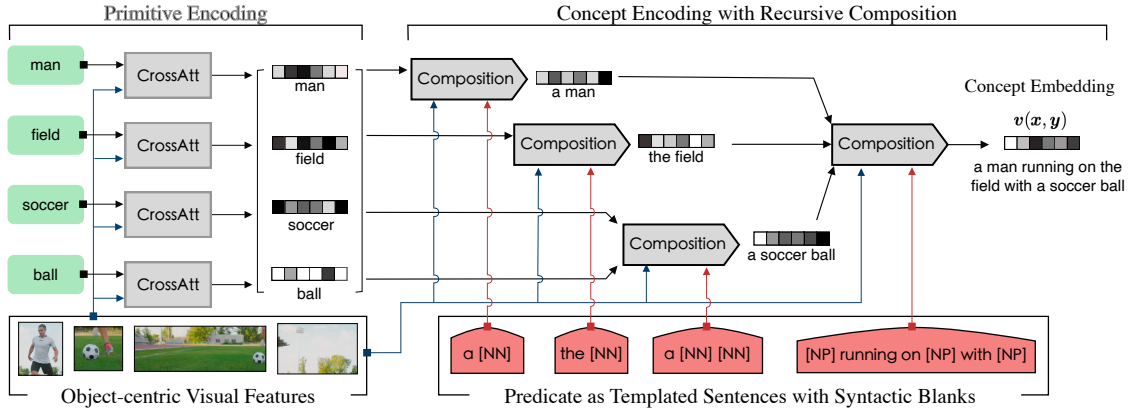 Primitive Encoding
Concept Encoding with Recursive Composition
man
CrossAtt
man
Composition
a man
field
CrossAtt
field
Composition
the field
Composition
Concept Embedding
v(x, y)
a man running on the
field with a soccer ball
soccer
CrossAtt
soccer
Composition
a soccer ball
ball
CrossAtt
ball
a [NN]
the [NN]
a [NN] [NN]
[NP] running on [NP] with [NP]
Object-centric Visual Features
Predicate as Templated Sentences with Syntactic Blanks